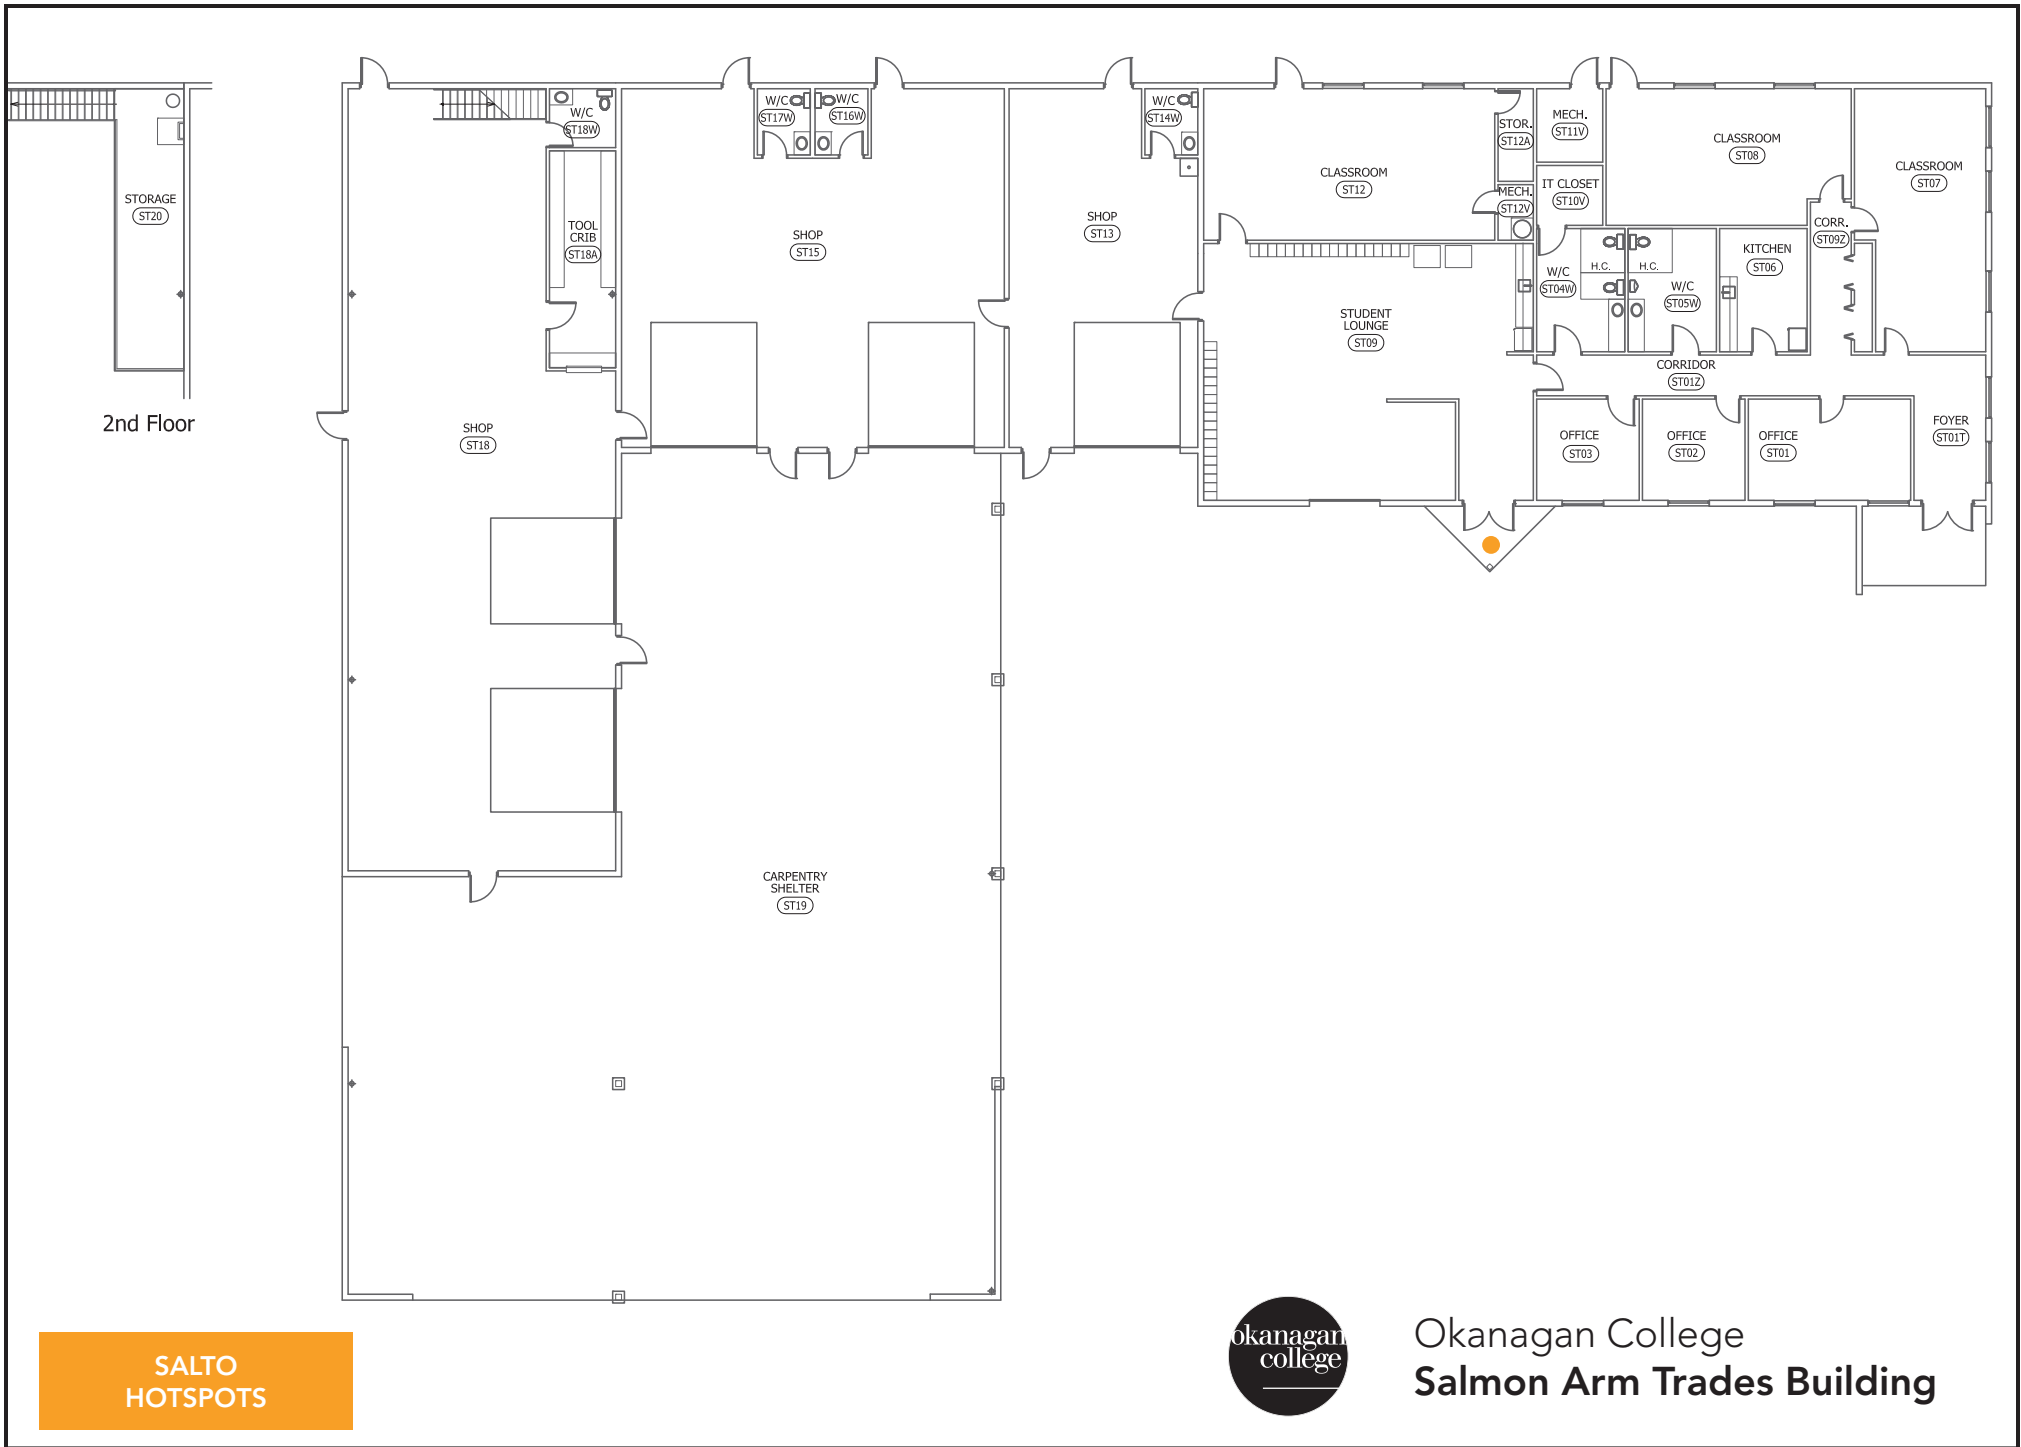 STORAGE
ST20
2nd Floor
W/C
ST18W
TOOL
CRIB
ST18A
SHOP
ST18
W/C
ST17W
W/C
ST16W
SHOP
ST15
W/C
ST14W
SHOP
ST13
CLASSROOM
ST12
STOR.
ST12A
MECH.
ST12V
MECH.
ST11V
IT CLOSET
ST10V
CLASSROOM
ST08
CLASSROOM
ST07
CORR.
ST09Z
H.C.
H.C.
W/C
ST04W
W/C
ST05W
KITCHEN
ST06
STUDENT
LOUNGE
ST09
CORRIDOR
ST01Z
OFFICE
ST03
OFFICE
ST02
OFFICE
ST01
FOYER
ST01T
CARPENTRY
SHELTER
ST19
SALTO
HOTSPOTS
okanagan
college
Okanagan College
Salmon Arm Trades Building